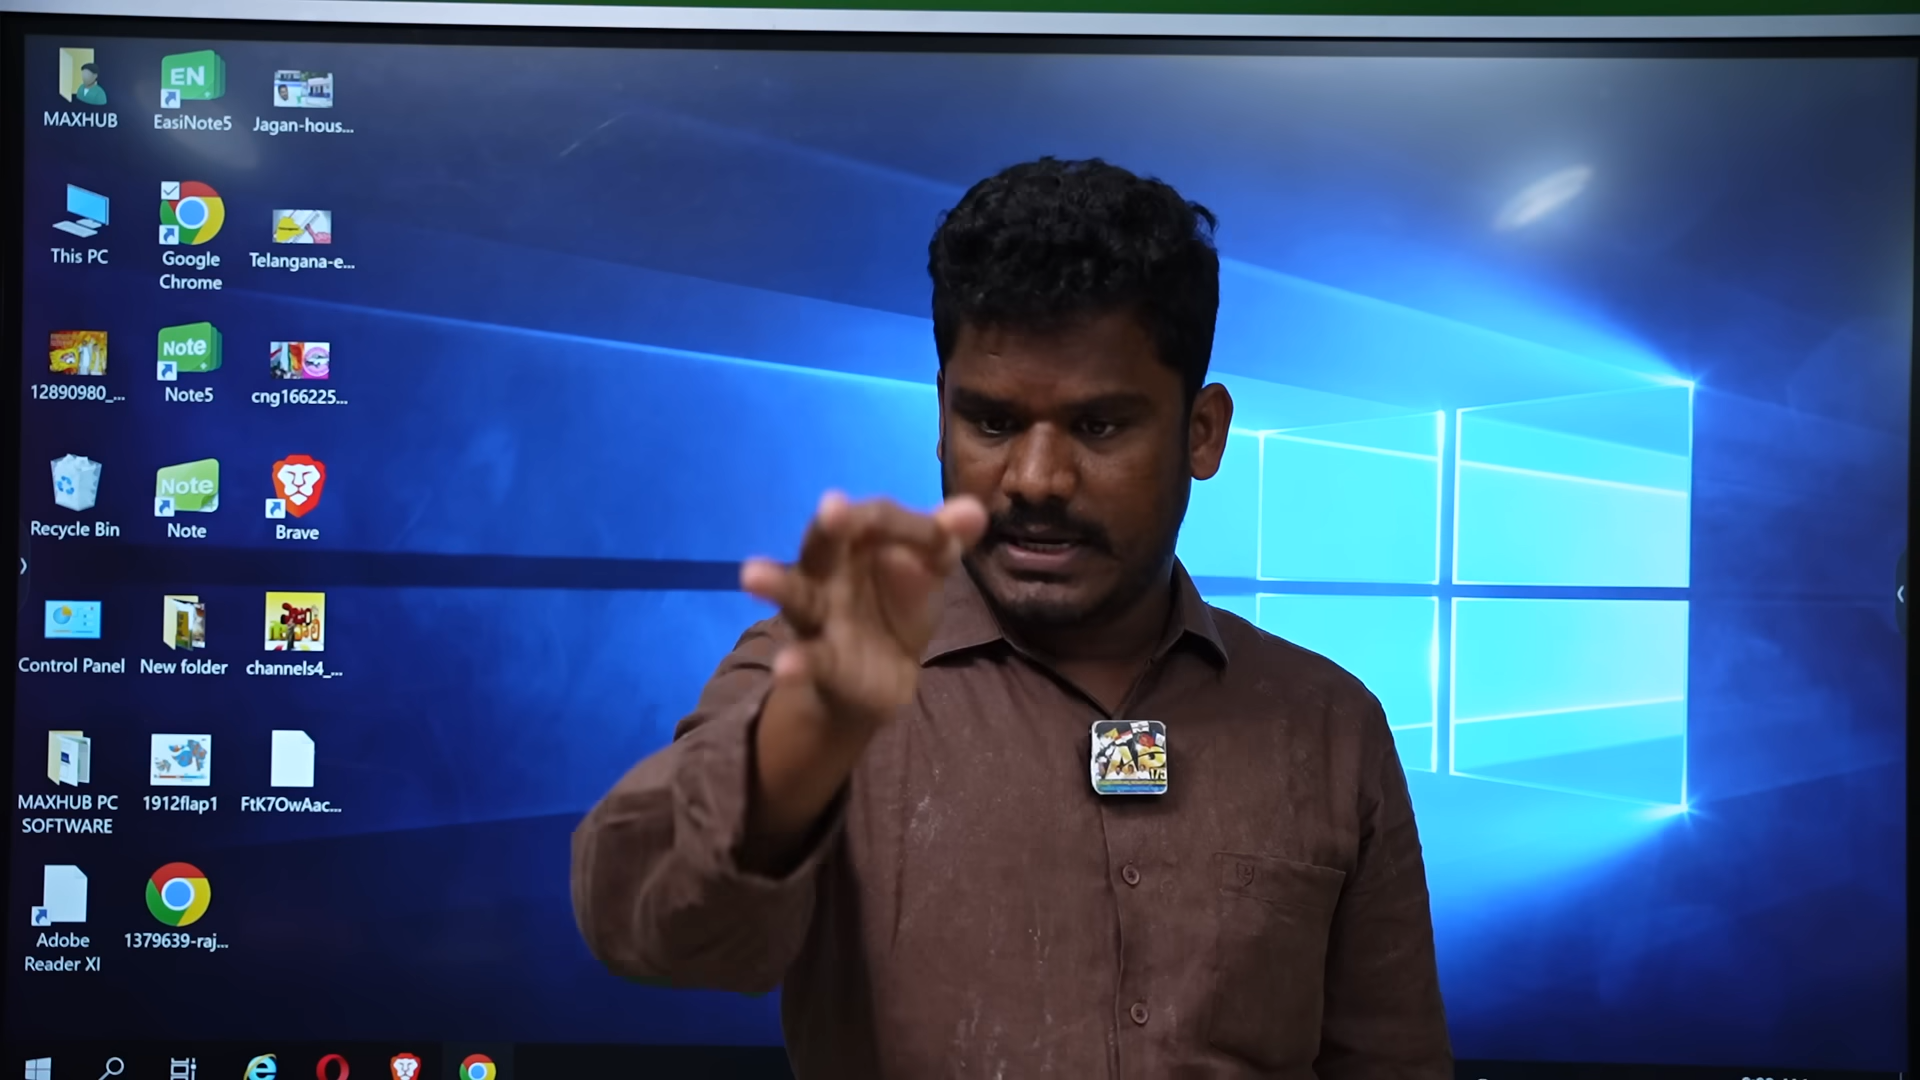 MAXHUB
EN
EasiNote5
Jagan-hous...
This PC
Google
Chrome
Telangana-e...
12890980_...
Note
Note5
cng166225...
Recycle Bin
Note
Note
Brave
Control Panel
New folder
channels4_...
MAXHUB PC
SOFTWARE
1912flap1
FtK7OwAac...
Adobe
Reader XI
1379639-raj...